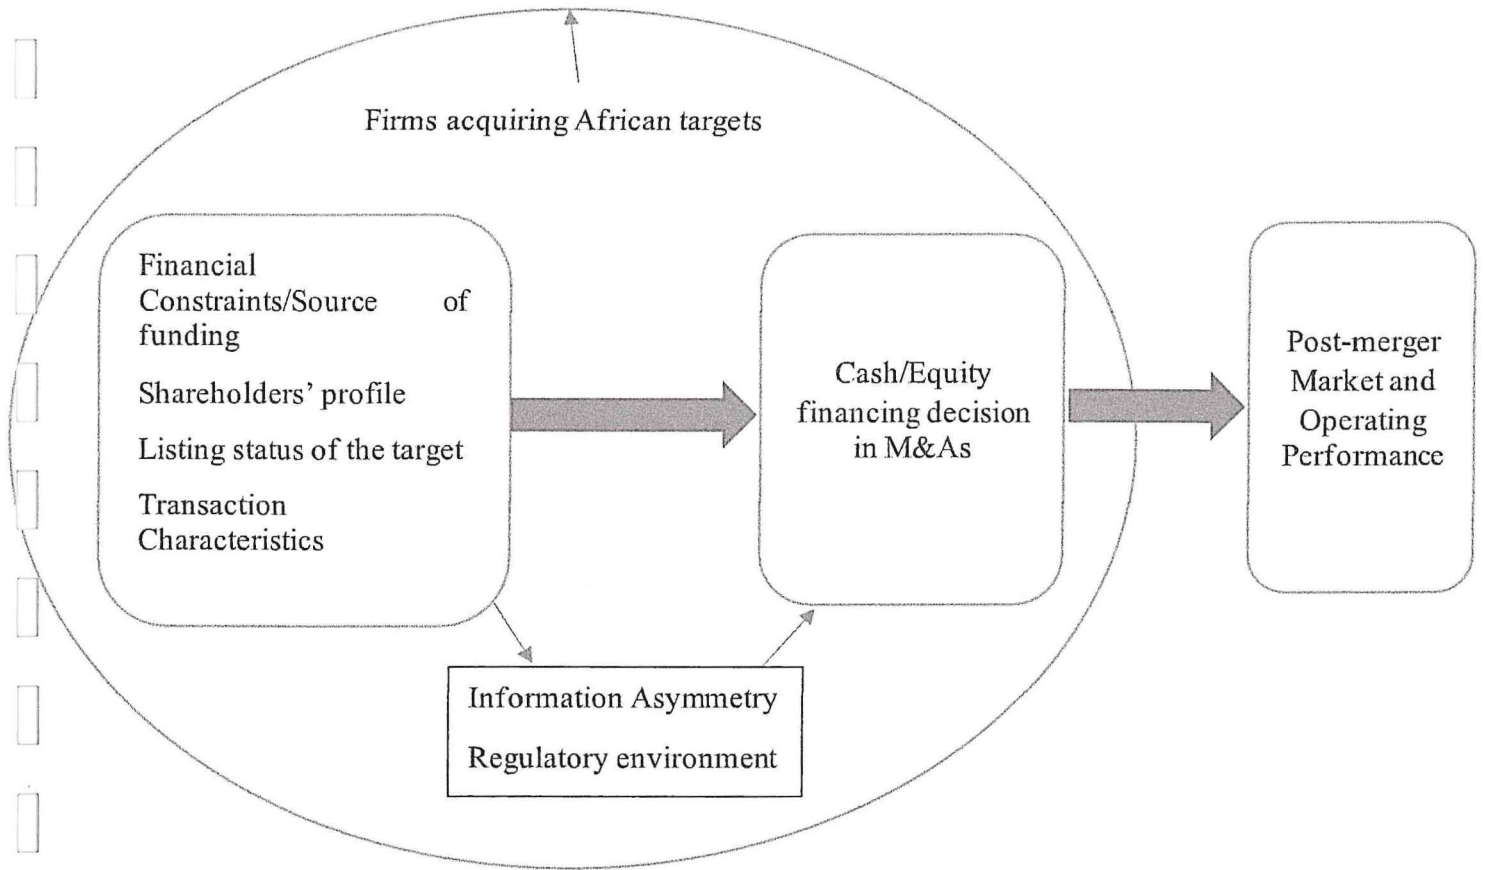 Firms acquiring African targets
Financial
Constraints/Source of
funding
Shareholders’ profile
Listing status of the target
Transaction
Characteristics
Cash/Equity
financing decision
in M&As
Post-merger
Market and
Operating
Performance
Information Asymmetry
Regulatory environment